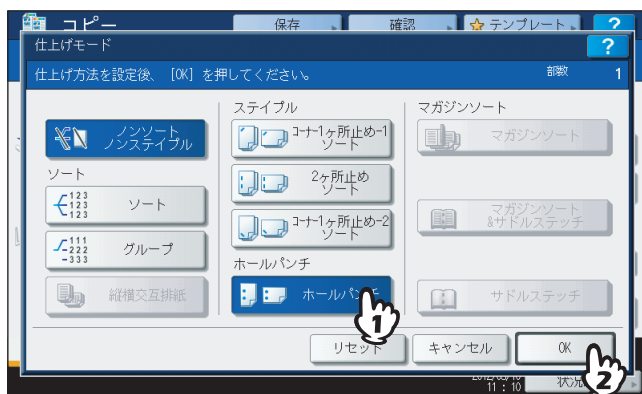 コピー
保存
確認
テンプレート
?
仕上げモード
?
仕上げ方法を設定後、 [OK] を押してください。
部数 1
ノンソート
ノンステイプル
ソート
123
123
123
ソート
111
-222
-333
グループ
縦横交互排紙
ステイプル
コーナー1ヶ所止め-1
ソート
2ヶ所止め
ソート
コーナー1ヶ所止め-2
ソート
ホールパンチ
ホールパンチ
1
マガジンソート
マガジンソート
マガジンソート
&サドルステッチ
サドルステッチ
リセット
キャンセル
OK
2
11 : 10
状況